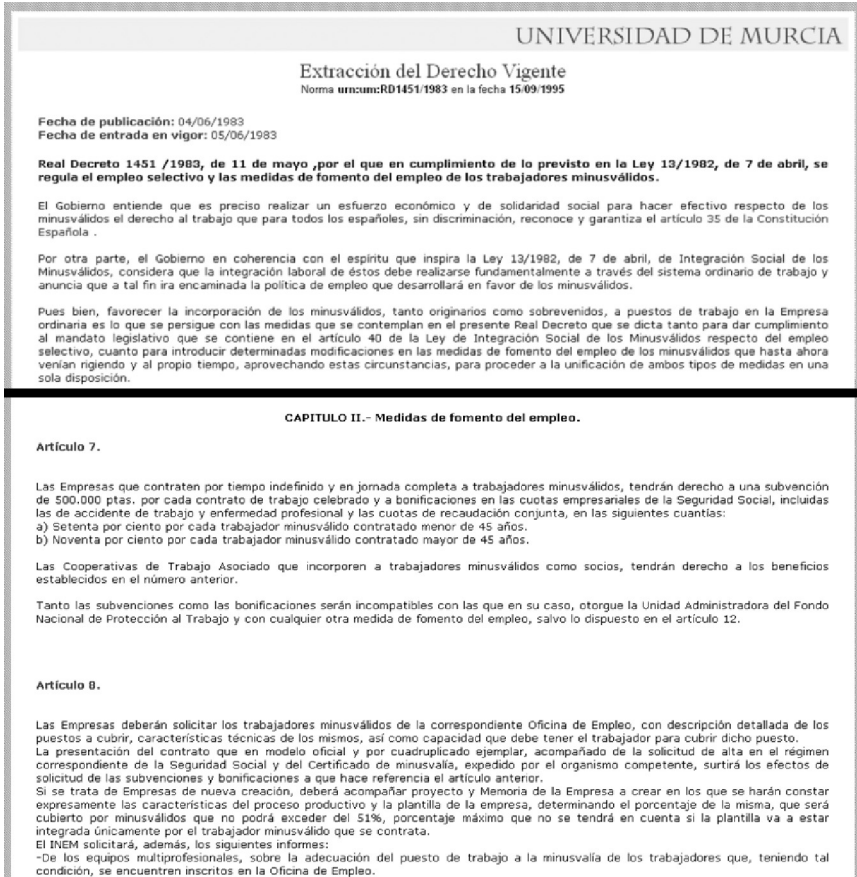 UNIVERSIDAD DE MURCIA
Extracción del Derecho Vigente
Norma urn:um:RD1451/1983 en la fecha 15/09/1995
Fecha de publicación: 04/06/1983
Fecha de entrada en vigor: 05/06/1983
Real Decreto 1451 /1983, de 11 de mayo ,por el que en cumplimiento de lo previsto en la Ley 13/1982, de 7 de abril, se
regula el empleo selectivo y las medidas de fomento del empleo de los trabajadores minusválidos.
El Gobierno entiende que es preciso realizar un esfuerzo económico y de solidaridad social para hacer efectivo respecto de los
minusválidos el derecho al trabajo que para todos los españoles, sin discriminación, reconoce y garantiza el artículo 35 de la Constitución
Española .
Por otra parte, el Gobierno en coherencia con el espíritu que inspira la Ley 13/1982, de 7 de abril, de Integración Social de los
Minusválidos, considera que la integración laboral de éstos debe realizarse fundamentalmente a través del sistema ordinario de trabajo y
anuncia que a tal fin ira encaminada la política de empleo que desarrollará en favor de los minusválidos.
Pues bien, favorecer la incorporación de los minusválidos, tanto originarios como sobrevenidos, a puestos de trabajo en la Empresa
ordinaria es lo que se persigue con las medidas que se contemplan en el presente Real Decreto que se dicta tanto para dar cumplimiento
al mandato legislativo que se contiene en el artículo 40 de la Ley de Integración Social de los Minusválidos respecto del empleo
selectivo, cuanto para introducir determinadas modificaciones en las medidas de fomento del empleo de los minusválidos que hasta ahora
venían rigiendo y al propio tiempo, aprovechando estas circunstancias, para proceder a la unificación de ambos tipos de medidas en una
sola disposición.
CAPITULO II.- Medidas de fomento del empleo.
Artículo 7.
Las Empresas que contraten por tiempo indefinido y en jornada completa a trabajadores minusválidos, tendrán derecho a una subvención
de 500.000 ptas. por cada contrato de trabajo celebrado y a bonificaciones en las cuotas empresariales de la Seguridad Social, incluidas
las de accidente de trabajo y enfermedad profesional y las cuotas de recaudación conjunta, en las siguientes cuantías:
a) Setenta por ciento por cada trabajador minusválido contratado menor de 45 años.
b) Noventa por ciento por cada trabajador minusválido contratado mayor de 45 años.
Las Cooperativas de Trabajo Asociado que incorporen a trabajadores minusválidos como socios, tendrán derecho a los beneficios
establecidos en el número anterior.
Tanto las subvenciones como las bonificaciones serán incompatibles con las que en su caso, otorgue la Unidad Administradora del Fondo
Nacional de Protección al Trabajo y con cualquier otra medida de fomento del empleo, salvo lo dispuesto en el artículo 12.
Artículo 8.
Las Empresas deberán solicitar los trabajadores minusválidos de la correspondiente Oficina de Empleo, con descripción detallada de los
puestos a cubrir, características técnicas de los mismos, así como capacidad que debe tener el trabajador para cubrir dicho puesto.
La presentación del contrato que en modelo oficial y por cuadruplicado ejemplar, acompañado de la solicitud de alta en el régimen
correspondiente de la Seguridad Social y del Certificado de minusvalía, expedido por el organismo competente, surtirá los efectos de
solicitud de las subvenciones y bonificaciones a que hace referencia el artículo anterior.
Si se trata de Empresas de nueva creación, deberá acompañar proyecto y Memoria de la Empresa a crear en los que se harán constar
expresamente las características del proceso productivo y la plantilla de la empresa, determinando el porcentaje de la misma, que será
cubierto por minusválidos que no podrá exceder del 51%, porcentaje máximo que no se tendrá en cuenta si la plantilla va a estar
integrada únicamente por el trabajador minusválido que se contrata.
El INEM solicitará, además, los siguientes informes:
-De los equipos multiprofesionales, sobre la adecuación del puesto de trabajo a la minusvalía de los trabajadores que, teniendo tal
condición, se encuentren inscritos en la Oficina de Empleo.